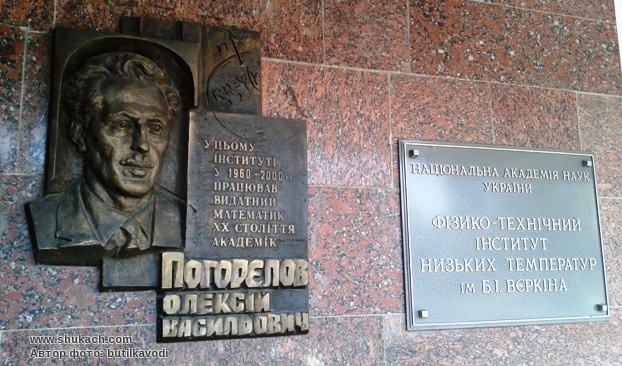 У ЦЬОМУ
ІНСТИТУТІ
У 1960-2000 рр.
ПРАЦЮВАВ
ВИДАТНИЙ
МАТЕМАТИК
ХХ СТОЛІТТЯ
АКАДЕМІК
ПОГОРЄЛОВ
ОЛЕКСІЙ
ВАСИЛЬОВИЧ
НАЦІОНАЛЬНА АКАДЕМІЯ НАУК
УКРАЇНИ
ФІЗИКО-ТЕХНІЧНИЙ
ІНСТИТУТ
НИЗЬКИХ ТЕМПЕРАТУР
ІМ. Б.І. ВЄРКІНА
www.shukach.com
Автор фото: butilkavodi